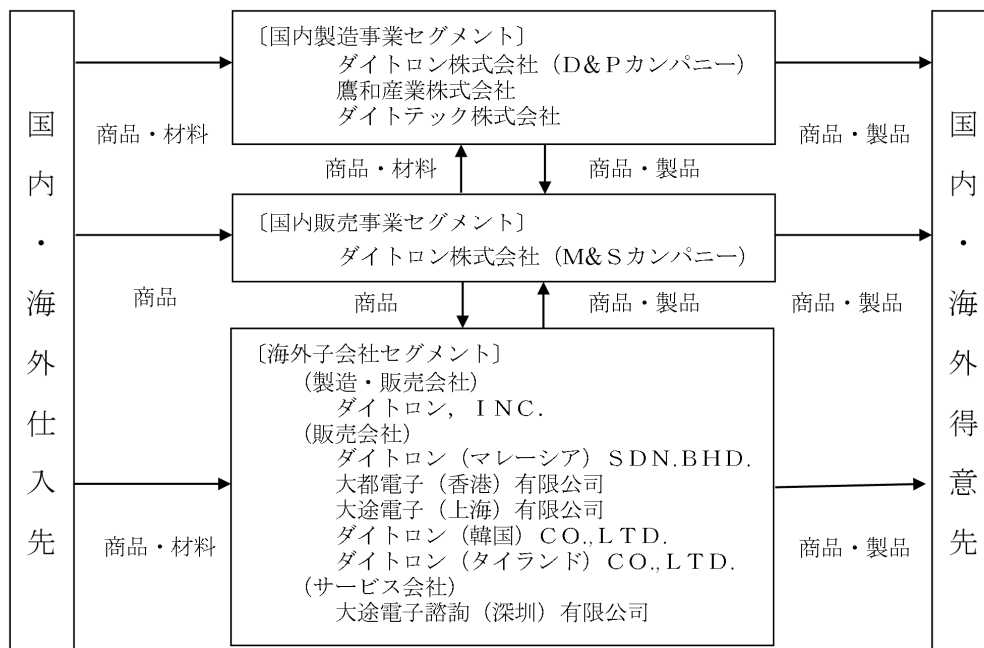 国内・海外仕入先
〔国内製造事業セグメント〕
ダイトロン株式会社（D&Pカンパニー）
鷹和産業株式会社
ダイトテック株式会社
商品・材料
商品・製品
商品・材料
商品・製品
〔国内販売事業セグメント〕
ダイトロン株式会社（M&Sカンパニー）
商品
商品
商品・製品
商品・製品
〔海外子会社セグメント〕
(製造・販売会社)
ダイトロン，ＩＮＣ.
(販売会社)
ダイトロン（マレーシア）ＳＤＮ.ＢＨＤ.
大都電子（香港）有限公司
大途電子（上海）有限公司
ダイトロン（韓国）ＣＯ.,ＬＴＤ.
ダイトロン（タイランド）ＣＯ.,ＬＴＤ.
(サービス会社)
大途電子諮詢（深圳）有限公司
商品・材料
商品・製品
国内・海外得意先